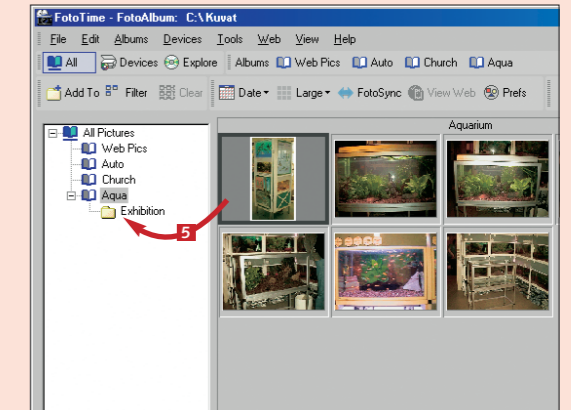 FotoTime - FotoAlbum: C:\Kuvat
File Edit Albums Devices Tools Web View Help
All Devices Explore Albums Web Pics Auto Church Aqua
Add To Filter Clear Date Large FotoSync View Web Prefs
All Pictures
Web Pics
Auto
Church
Aqua
Exhibition
Aquarium
5